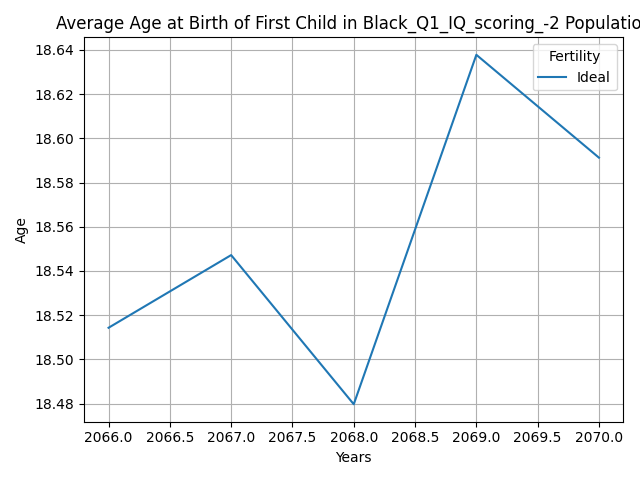 Average Age at Birth of First Child in Black_Q1_IQ_scoring_-2 Populatio
Fertility
Ideal
18.64
18.62
18.60
18.58
18.56
18.54
18.52
18.50
18.48
Age
2066.0 2066.5 2067.0 2067.5 2068.0 2068.5 2069.0 2069.5 2070.0
Years